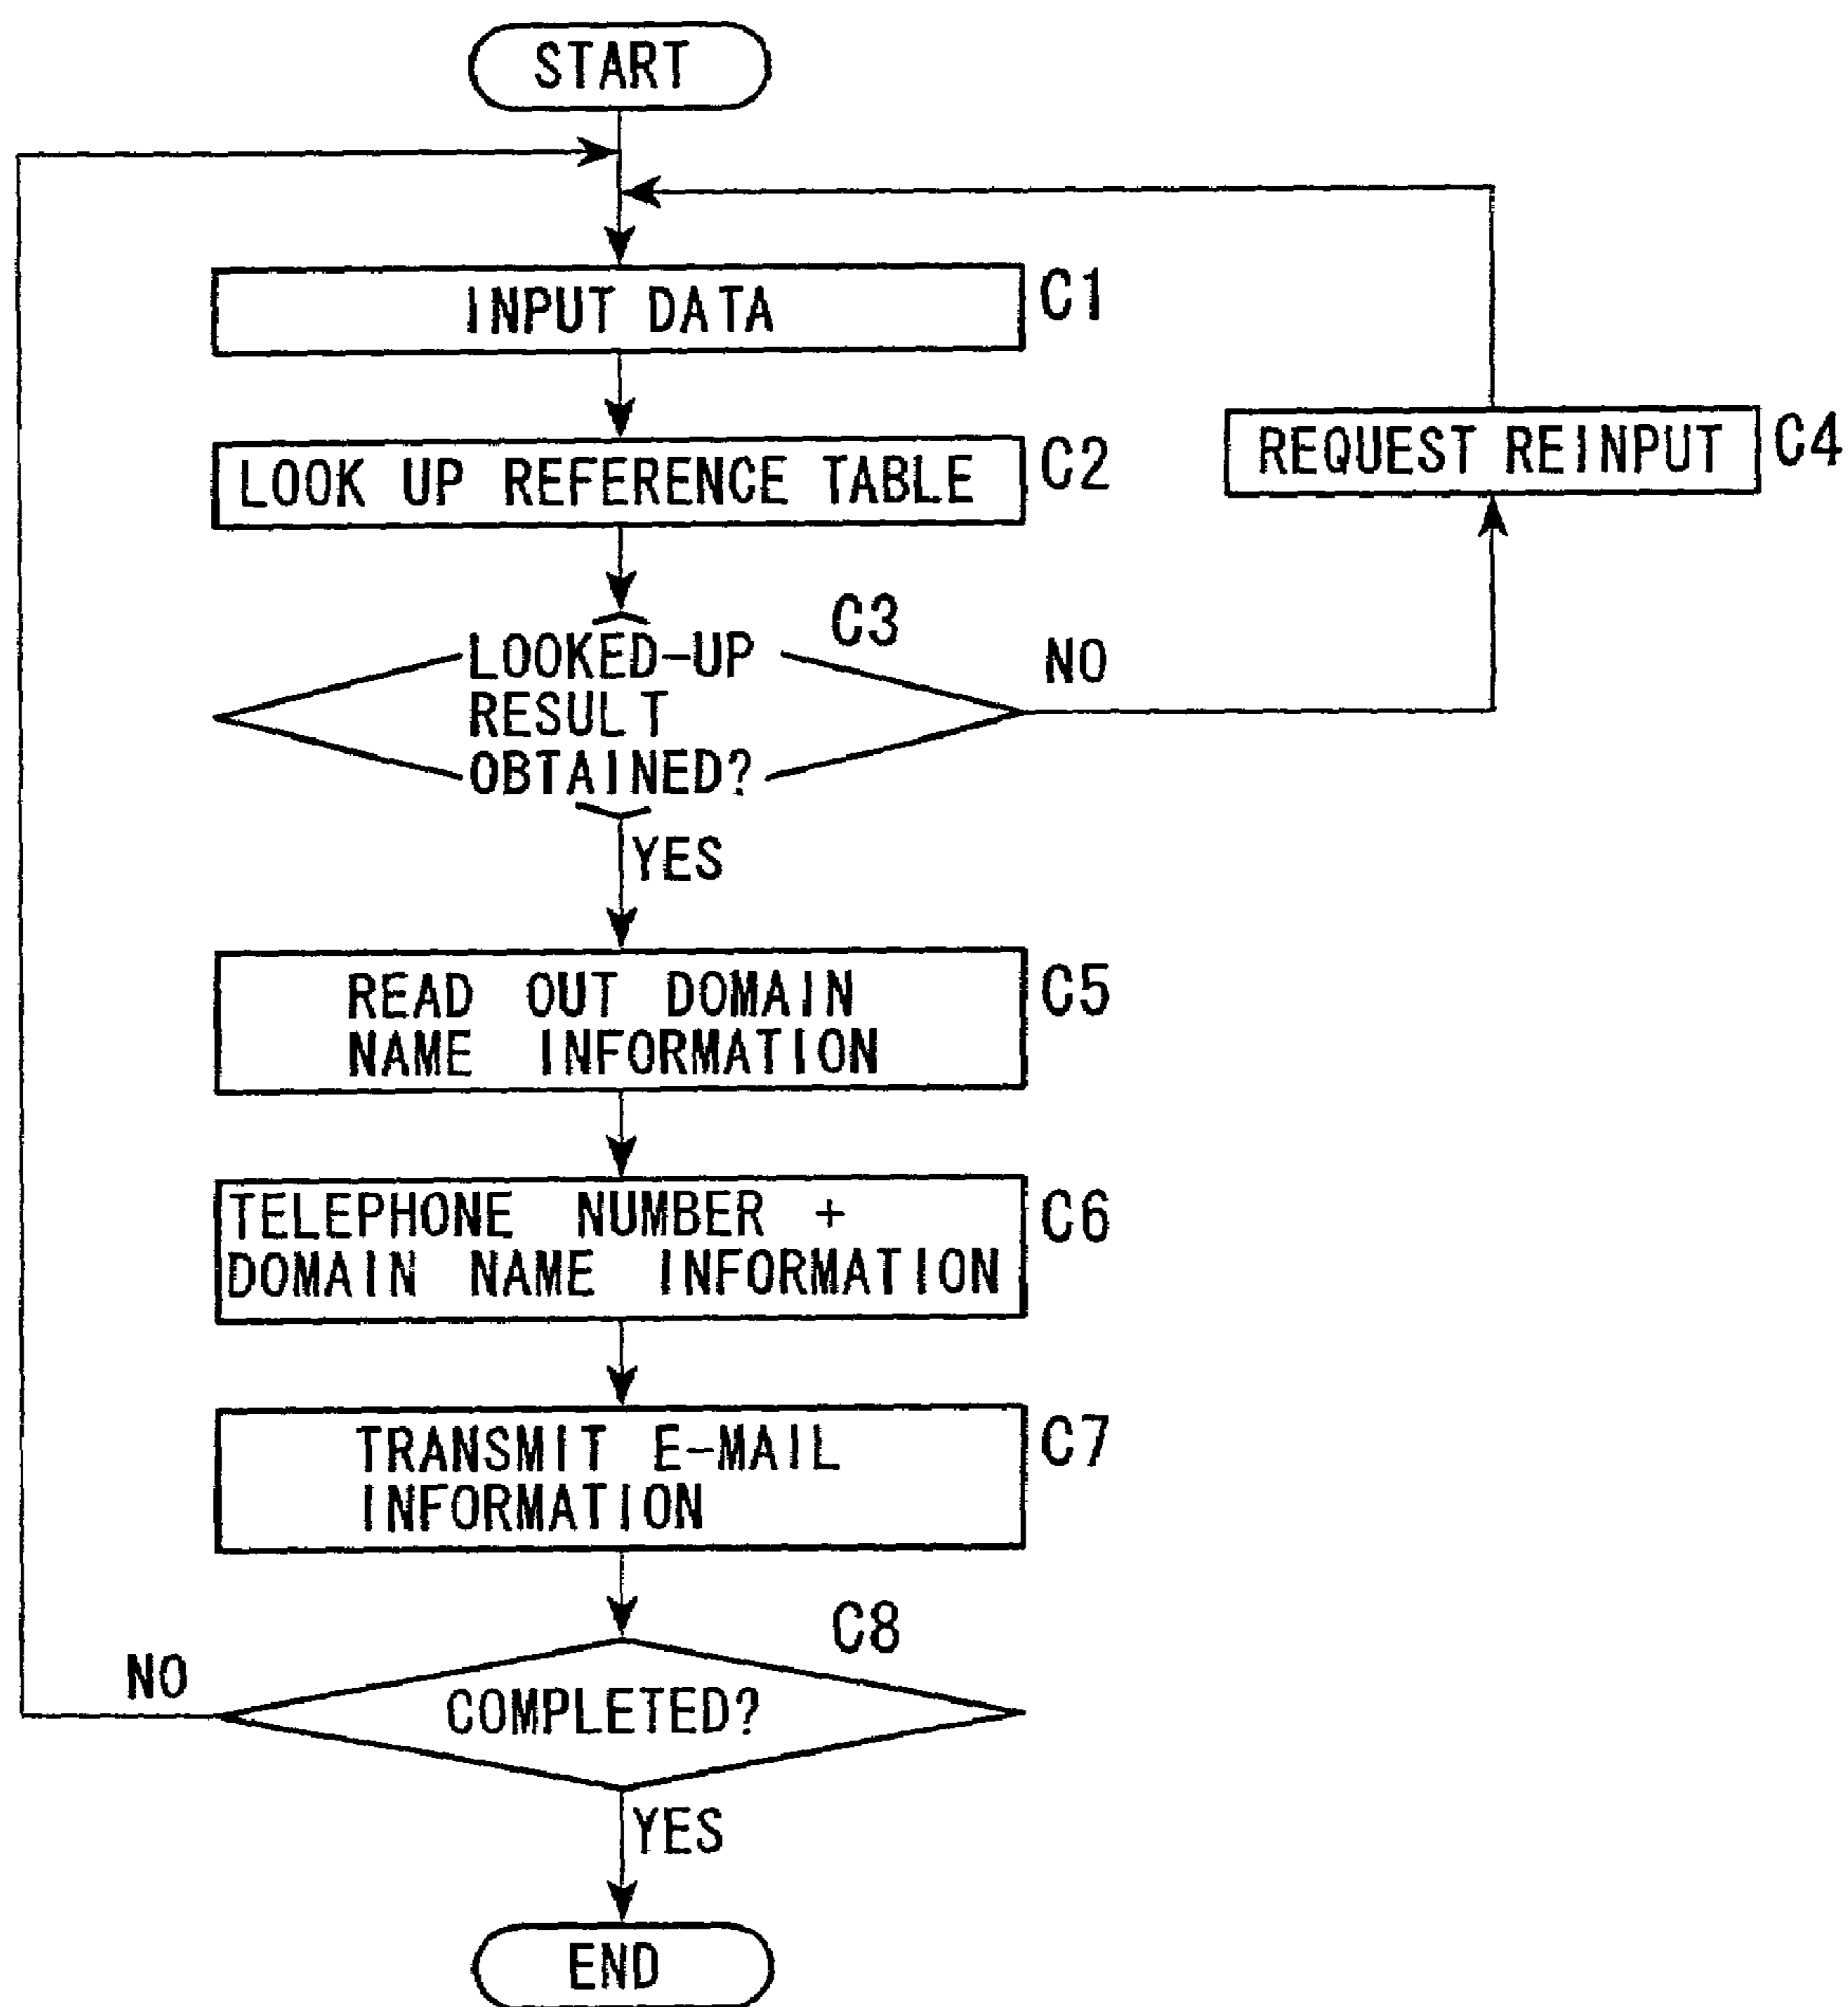 START
INPUT DATA
C1
LOOK UP REFERENCE TABLE
C2
REQUEST REINPUT
C4
C3
LOOKED-UP
RESULT
OBTAINED?
NO
YES
READ OUT DOMAIN
NAME INFORMATION
C5
TELEPHONE NUMBER +
DOMAIN NAME INFORMATION
C6
TRANSMIT E-MAIL
INFORMATION
C7
C8
NO
COMPLETED?
YES
END